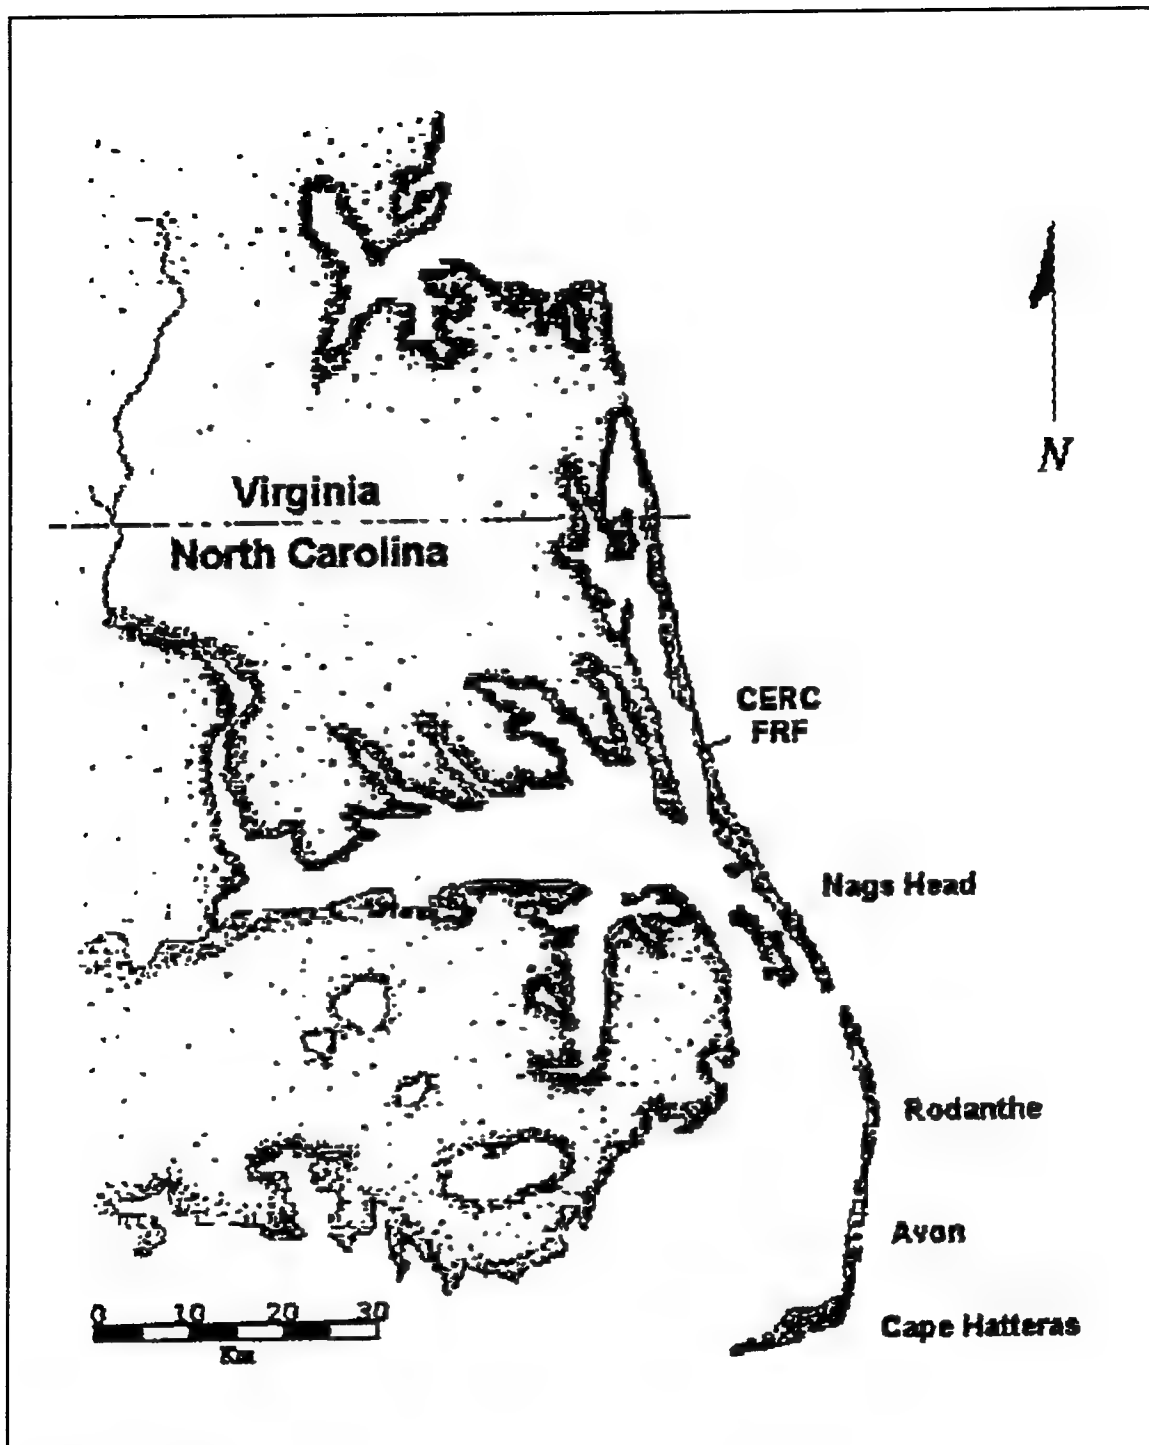 Virginia
North Carolina
N
CERC
FRF
Nags Head
Rodanthe
Avon
Cape Hatteras
0 10 20 30
Km